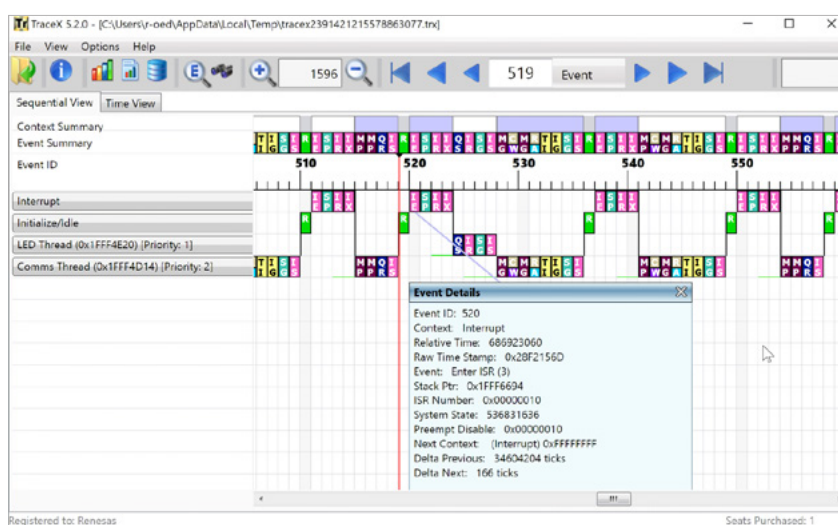 TraceX 5.2.0 - [C:\Users\r-oed\AppData\Local\Temp\tracex2391421215578863077.trx]
File View Options Help
1596 519 Event
Sequential View Time View
Context Summary
Event Summary
Event ID
510 520 530 540 550
Interrupt
Initialize/Idle
LED Thread (0x1FFF4E20) [Priority: 1]
Comms Thread (0x1FFF4D14) [Priority: 2]
Event Details
Event ID: 520
Context: Interrupt
Relative Time: 686923060
Raw Time Stamp: 0x28F2156D
Event: Enter ISR (3)
Stack Ptr: 0x1FFF6694
ISR Number: 0x00000010
System State: 536831636
Preempt Disable: 0x00000010
Next Context: (Interrupt) 0xFFFFFFFF
Delta Previous: 34604204 ticks
Delta Next: 166 ticks
Registered to: Renesas Seats Purchased: 1